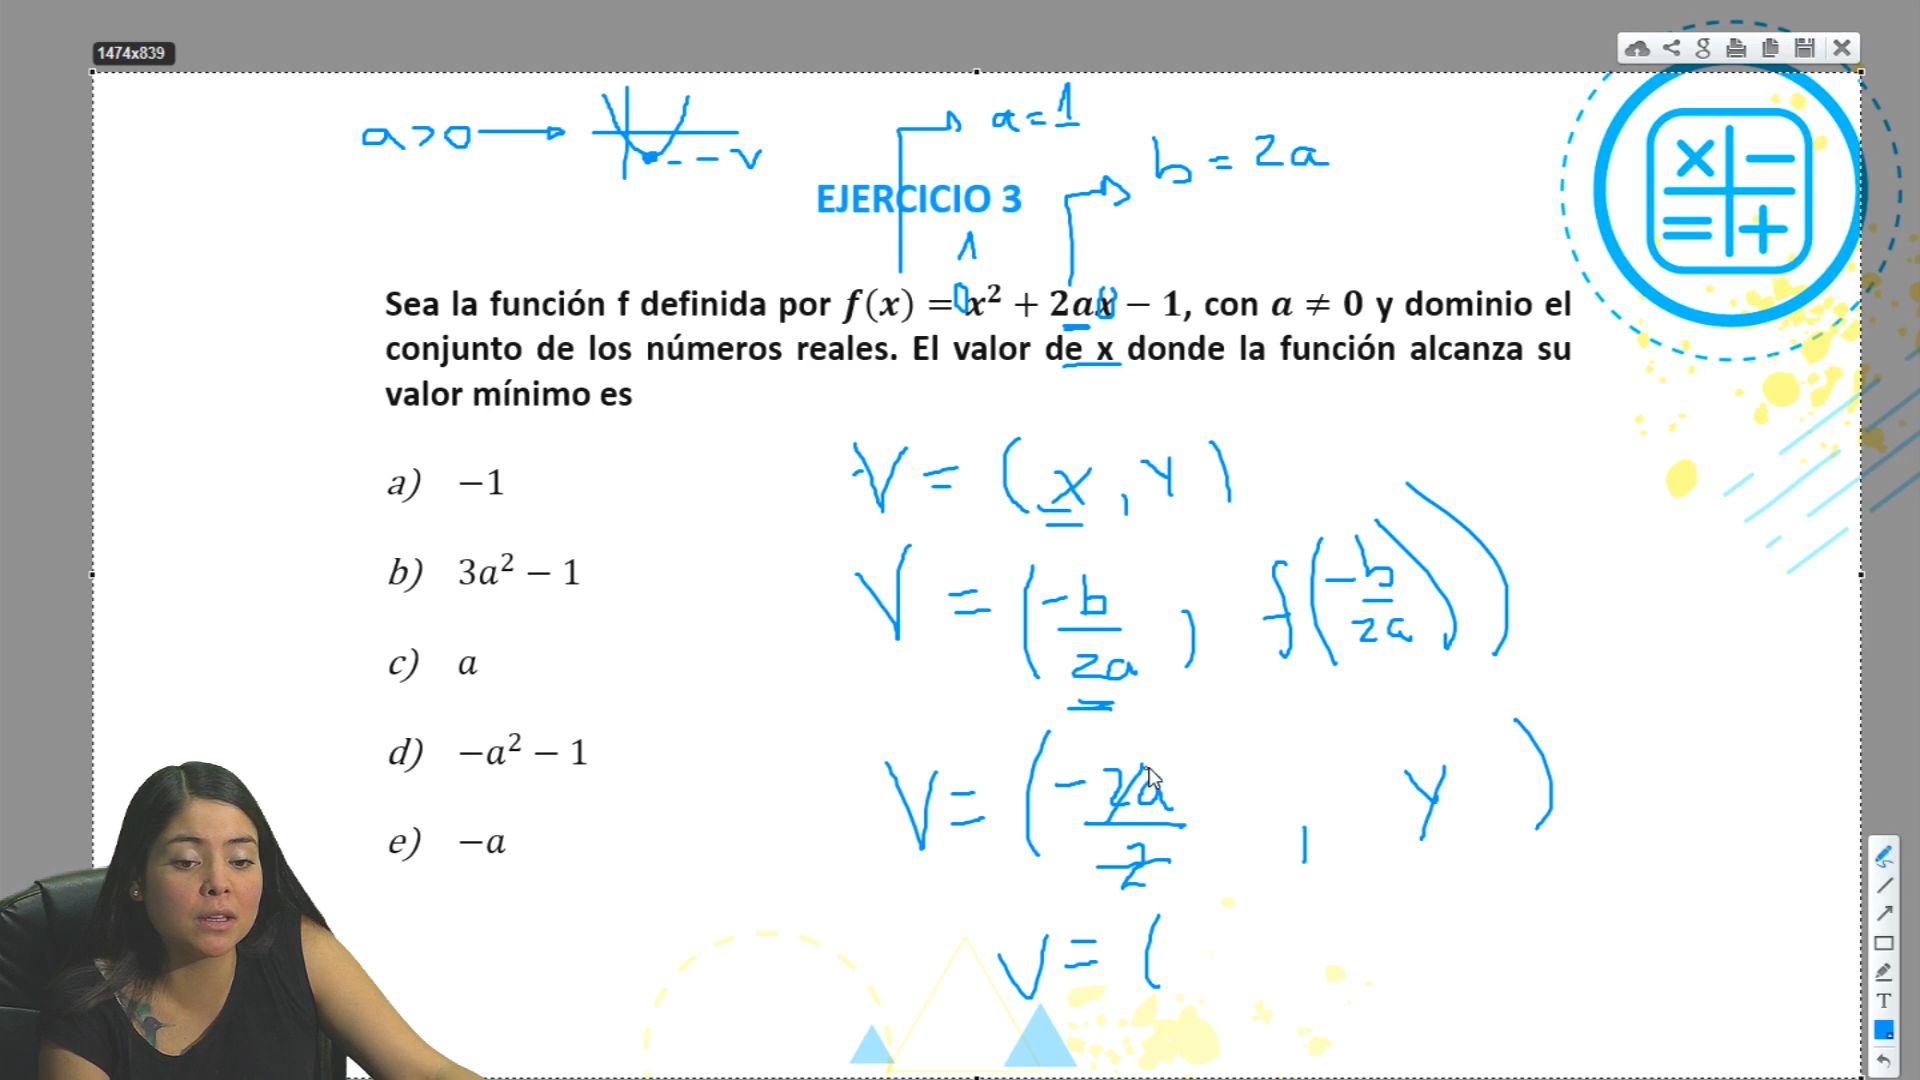 1474x839
a > 0
v
a = 1
b = 2a
EJERCICIO 3
1
Sea la función f definida por f(x) = x² + 2ax − 1, con a ≠ 0 y dominio el
conjunto de los números reales. El valor de x donde la función alcanza su
valor mínimo es
a) −1
b) 3a² − 1
c) a
d) −a² − 1
e) −a
V = (x, y)
V = (-b/2a, f(-b/2a))
V = (-2a/2, y)
V = (